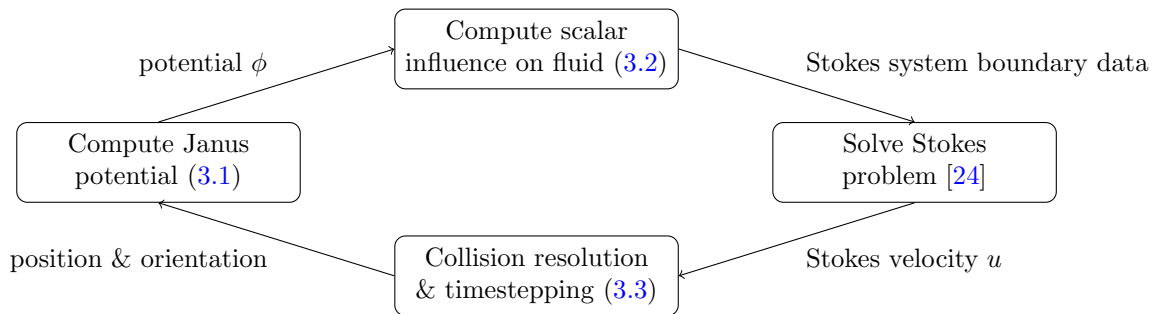 Compute scalar
influence on fluid (3.2)
potential ϕ
Stokes system boundary data
Compute Janus
potential (3.1)
Solve Stokes
problem [24]
position & orientation
Stokes velocity u
Collision resolution
& timestepping (3.3)